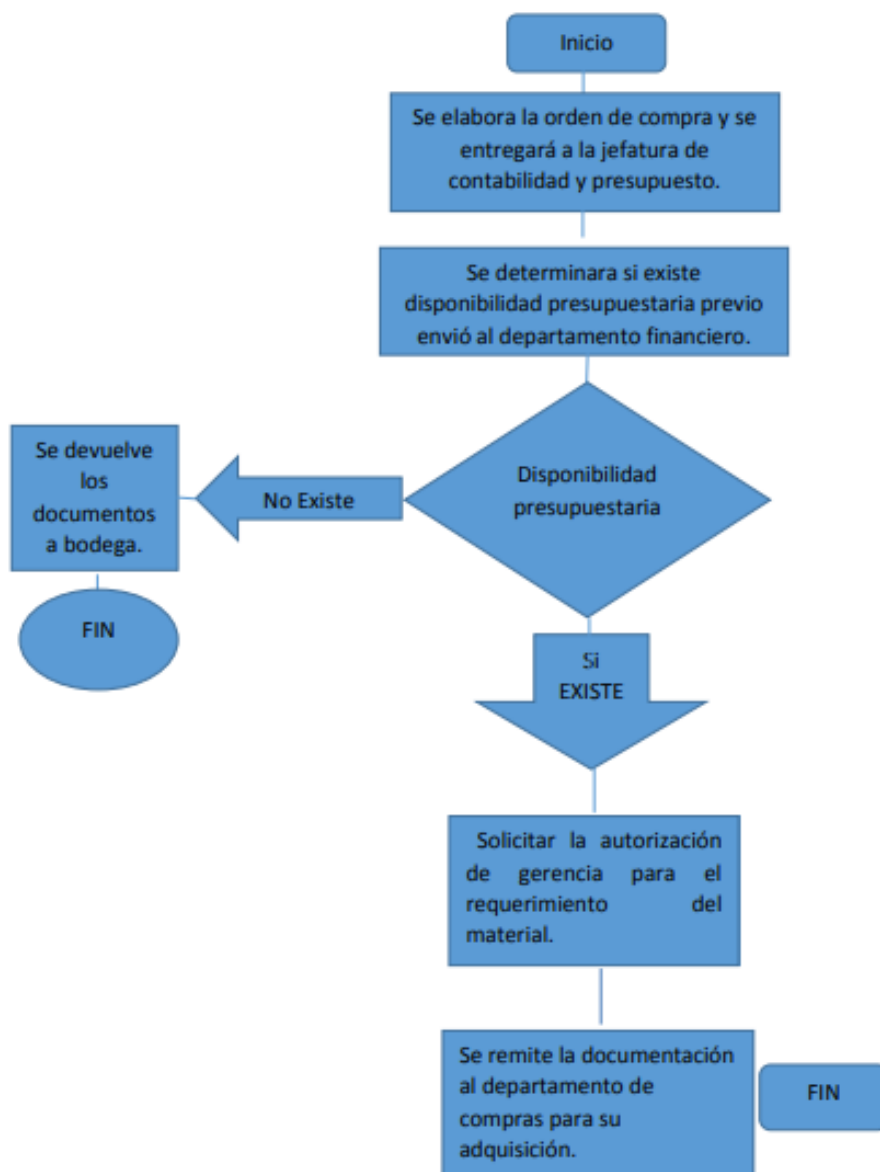 Inicio
Se elabora la orden de compra y se
entregará a la jefatura de
contabilidad y presupuesto.
Se determinara si existe
disponibilidad presupuestaria previo
envió al departamento financiero.
Disponibilidad
presupuestaria
No Existe
Se devuelve
los
documentos
a bodega.
FIN
Si
EXISTE
Solicitar la autorización
de gerencia para el
requerimiento del
material.
Se remite la documentación
al departamento de
compras para su
adquisición.
FIN